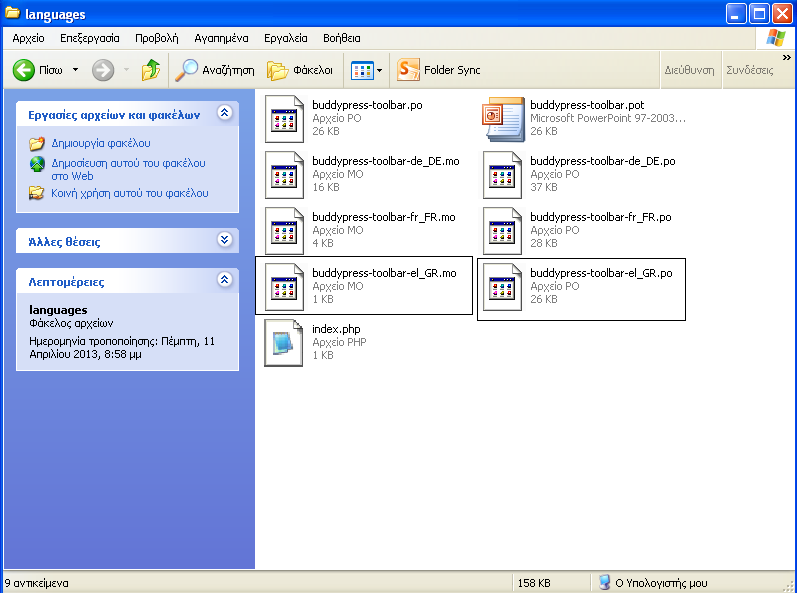 languages
Αρχείο Επεξεργασία Προβολή Αγαπημένα Εργαλεία Βοήθεια
Πίσω Αναζήτηση Φάκελοι Folder Sync Διεύθυνση Συνδέσεις
Εργασίες αρχείων και φακέλων
Δημιουργία φακέλου
Δημοσίευση αυτού του φακέλου
στο Web
Κοινή χρήση αυτού του φακέλου
Άλλες θέσεις
Λεπτομέρειες
languages
Φάκελος αρχείων
Ημερομηνία τροποποίησης: Πέμπτη, 11
Απριλίου 2013, 8:58 μμ
buddypress-toolbar.po
Αρχείο PO
26 KB
buddypress-toolbar.pot
Microsoft PowerPoint 97-2003...
26 KB
buddypress-toolbar-de_DE.mo
Αρχείο MO
16 KB
buddypress-toolbar-de_DE.po
Αρχείο PO
37 KB
buddypress-toolbar-fr_FR.mo
Αρχείο MO
4 KB
buddypress-toolbar-fr_FR.po
Αρχείο PO
28 KB
buddypress-toolbar-el_GR.mo
Αρχείο MO
1 KB
buddypress-toolbar-el_GR.po
Αρχείο PO
26 KB
index.php
Αρχείο PHP
1 KB
9 αντικείμενα 158 KB Ο Υπολογιστής μου